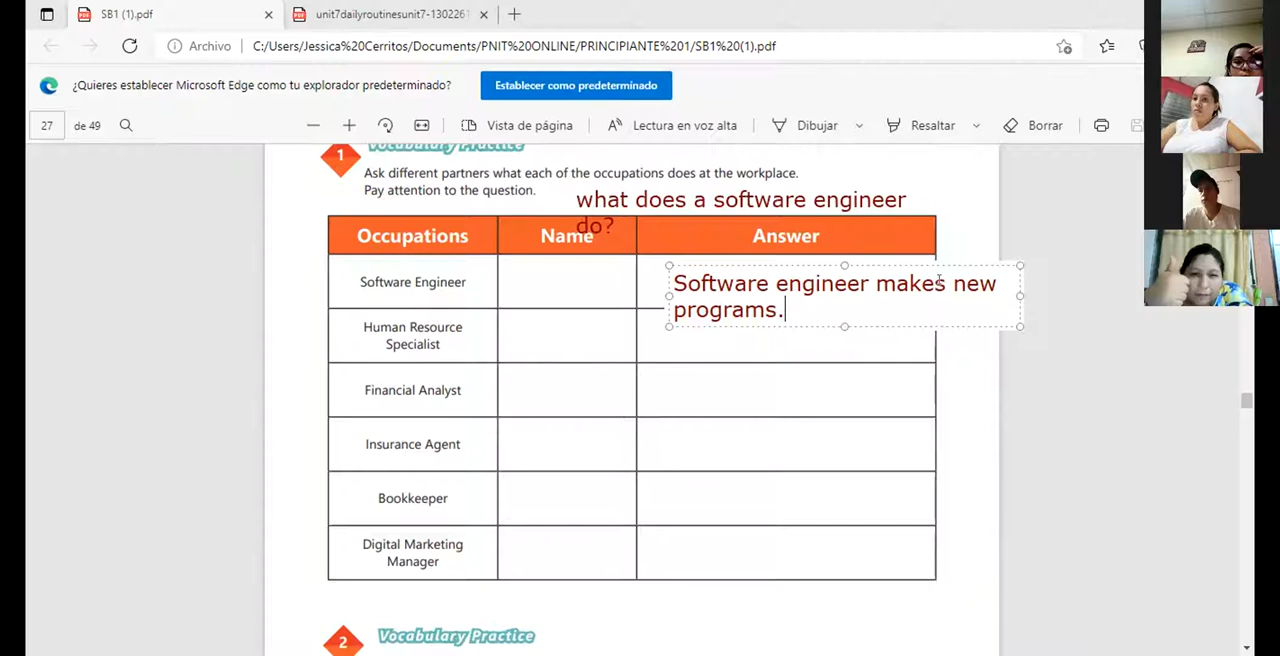 SB1 (1).pdf
unit7dailyroutinesunit7-130226
Archivo
C:/Users/Jessica%20Cerritos/Documents/PNIT%20ONLINE/PRINCIPIANTE%201/SB1%20(1).pdf
¿Quieres establecer Microsoft Edge como tu explorador predeterminado?
Establecer como predeterminado
27 de 49
Vista de página
Lectura en voz alta
Dibujar
Resaltar
Borrar
1
Vocabulary Practice
Ask different partners what each of the occupations does at the workplace.
Pay attention to the question.
what does a software engineer
do?
Occupations Name Answer
Software Engineer
Software engineer makes new
programs.
Human Resource
Specialist
Financial Analyst
Insurance Agent
Bookkeeper
Digital Marketing
Manager
2
Vocabulary Practice